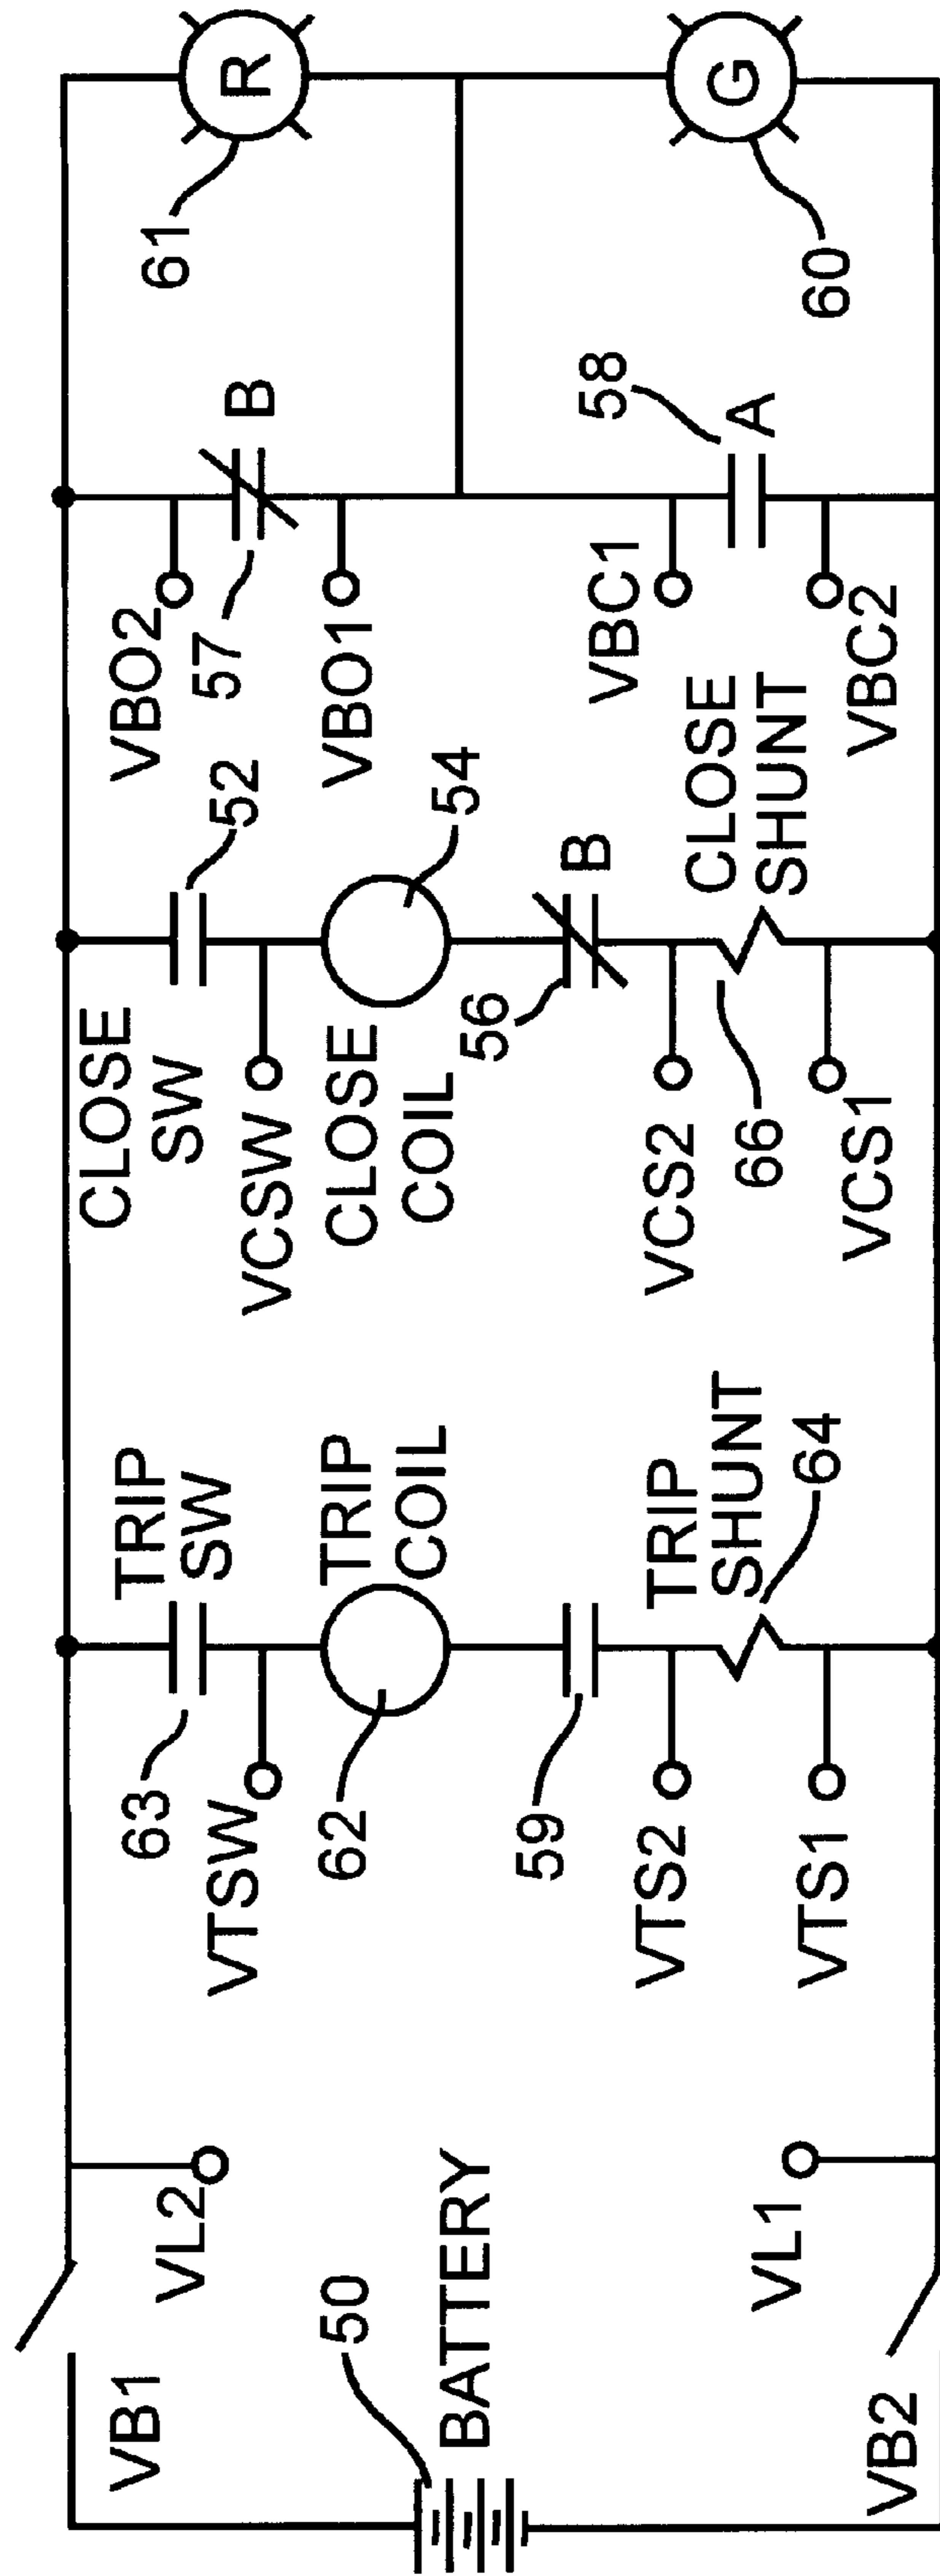 BATTERY
50
VB1
VB2
VL2
VL1
TRIP
SW
63
VTSW
TRIP
COIL
62
59
TRIP
SHUNT
64
VTS2
VTS1
CLOSE
SW
52
VCSW
CLOSE
COIL
54
56
B
CLOSE
SHUNT
66
VCS2
VCS1
VBO2
57
B
VBO1
VBC1
58
A
VBC2
R
61
G
60